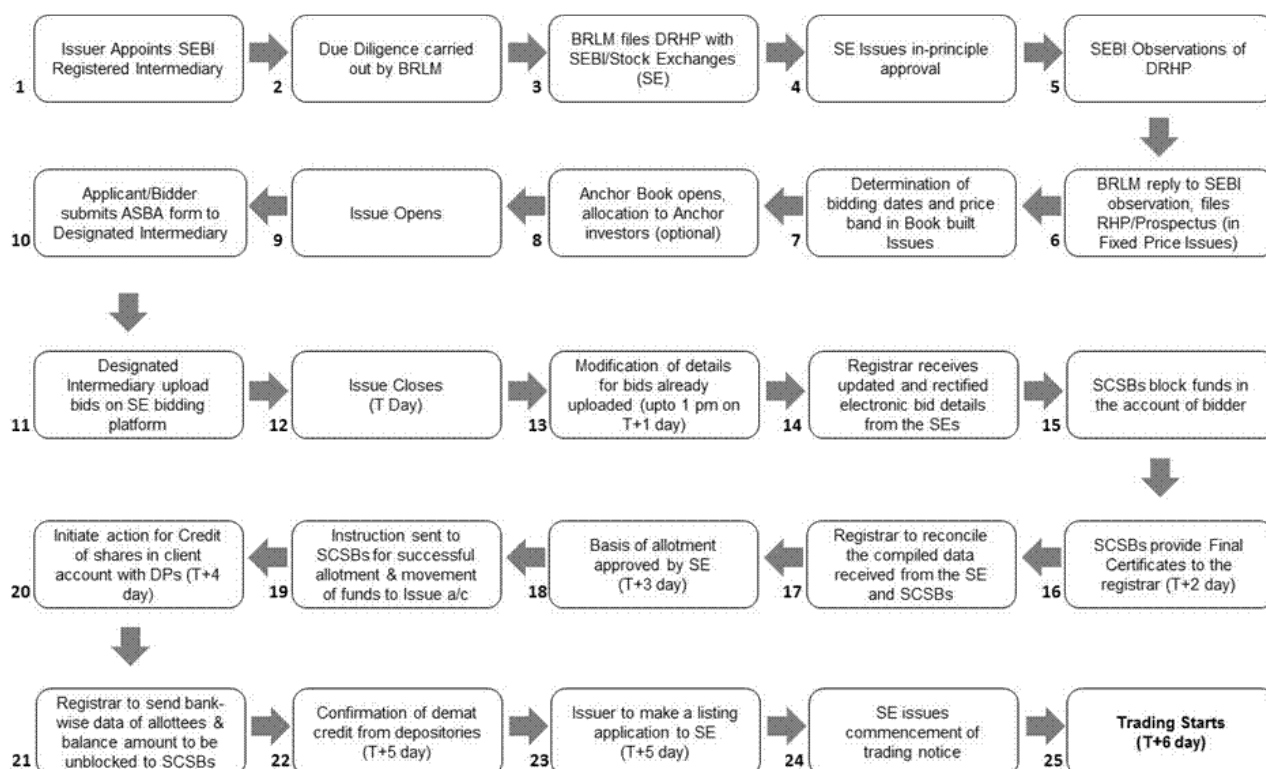 Issuer Appoints SEBI
Registered Intermediary
1
Due Diligence carried
out by BRLM
2
BRLM files DRHP with
SEBI/Stock Exchanges
(SE)
3
SE Issues in-principle
approval
4
SEBI Observations of
DRHP
5
BRLM reply to SEBI
observation, files
RHP/Prospectus (in
Fixed Price Issues)
6
Determination of
bidding dates and price
band in Book built
Issues
7
Anchor Book opens,
allocation to Anchor
investors (optional)
8
Issue Opens
9
Applicant/Bidder
submits ASBA form to
Designated Intermediary
10
Designated
Intermediary upload
bids on SE bidding
platform
11
Issue Closes
(T Day)
12
Modification of details
for bids already
uploaded (upto 1 pm on
T+1 day)
13
Registrar receives
updated and rectified
electronic bid details
from the SEs
14
SCSBs block funds in
the account of bidder
15
SCSBs provide Final
Certificates to the
registrar (T+2 day)
16
Registrar to reconcile
the compiled data
received from the SE
and SCSBs
17
Basis of allotment
approved by SE
(T+3 day)
18
Instruction sent to
SCSBs for successful
allotment & movement
of funds to Issue a/c
19
Initiate action for Credit
of shares in client
account with DPs (T+4
day)
20
Registrar to send bank-
wise data of allottees &
balance amount to be
unblocked to SCSBs
21
Confirmation of demat
credit from depositories
(T+5 day)
22
Issuer to make a listing
application to SE
(T+5 day)
23
SE issues
commencement of
trading notice
24
Trading Starts
(T+6 day)
25